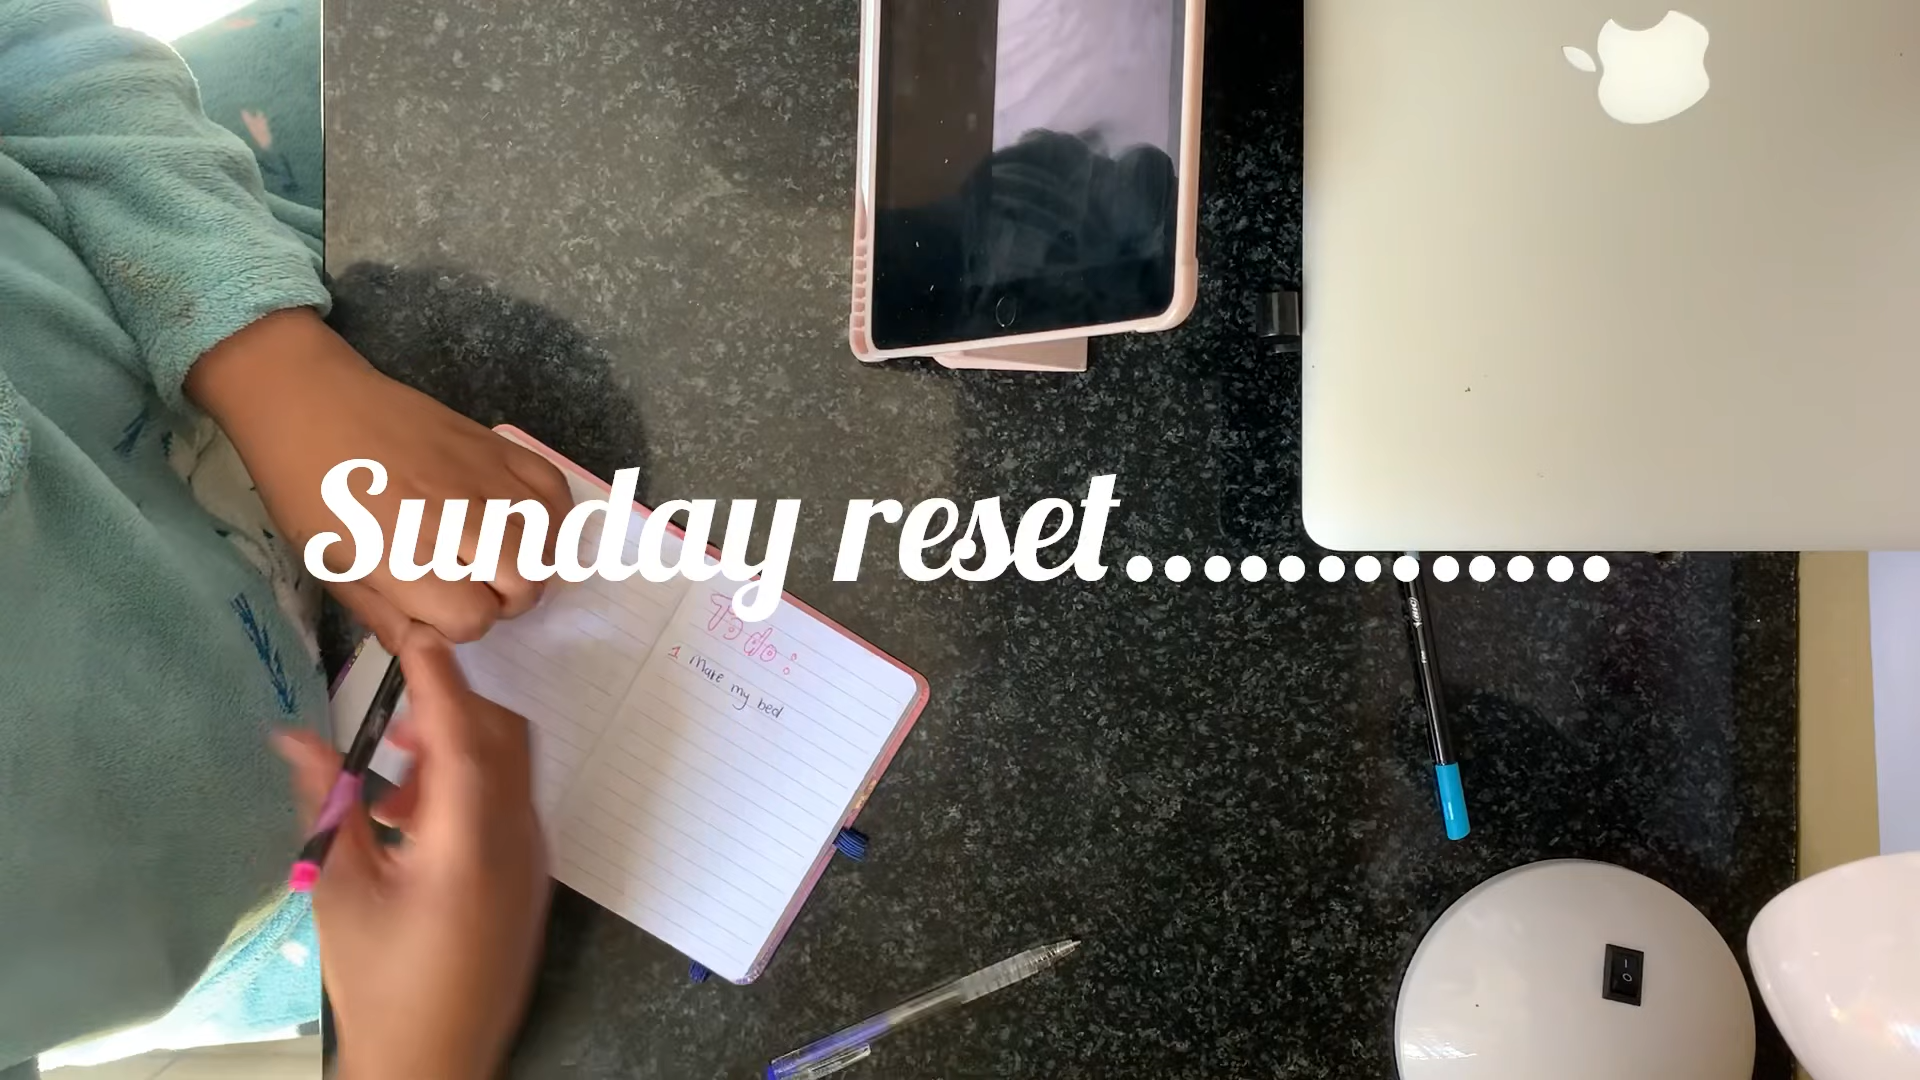 Sunday reset.............
To do :
1 Make my bed